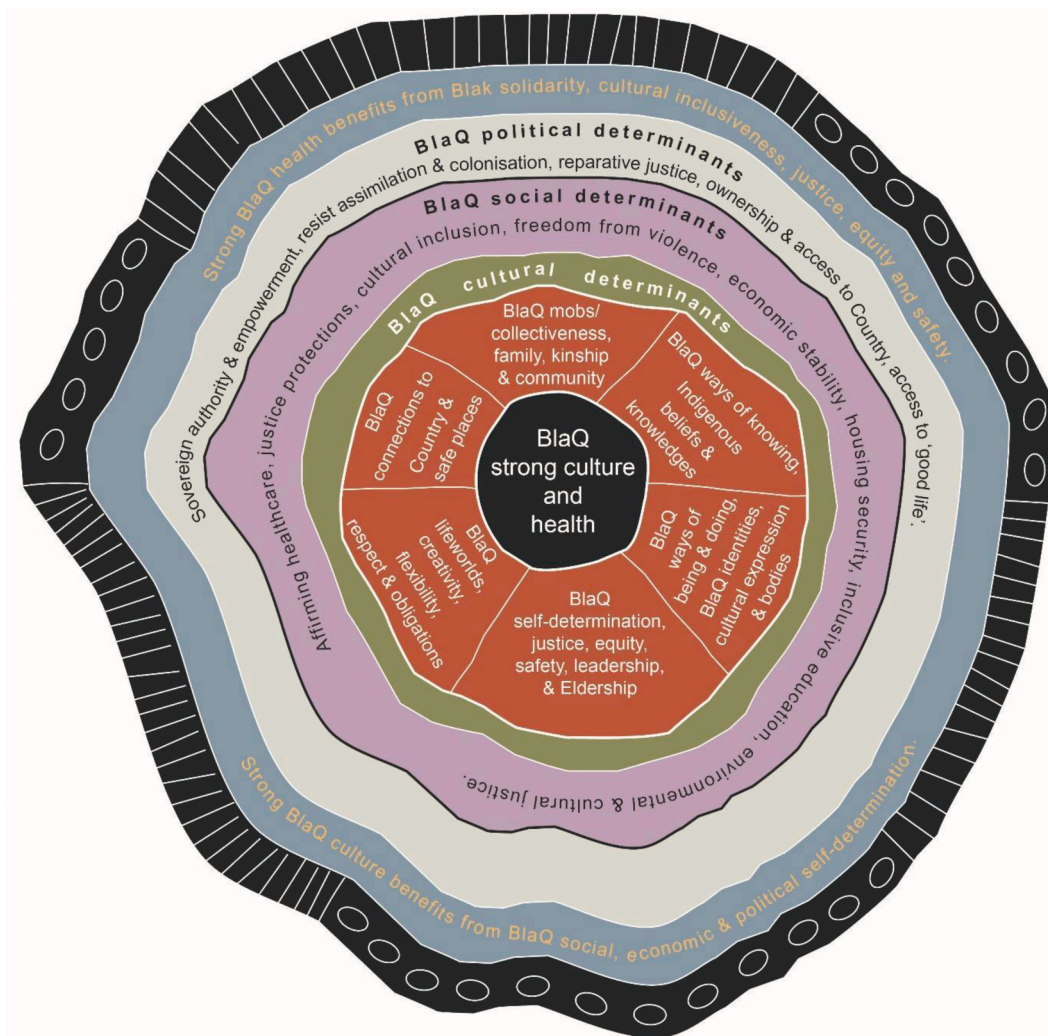 Strong BlaQ health benefits from Blak solidarity, cultural inclusiveness, justice, equity and safety.
BlaQ political determinants
Sovereign authority & empowerment, resist assimilation & colonisation, reparative justice, ownership & access to Country, access to ‘good life’.
BlaQ social determinants
Affirming healthcare, justice protections, cultural inclusion, freedom from violence, economic stability, housing security, inclusive education, environmental & cultural justice.
BlaQ cultural determinants
BlaQ mobs/
collectiveness,
family, kinship
& community
BlaQ ways of knowing,
Indigenous
beliefs &
knowledges
BlaQ
ways of
being & doing,
BlaQ identities,
cultural expression
& bodies
BlaQ
self-determination,
justice, equity,
safety, leadership,
& Eldership
BlaQ
lifeworlds,
creativity,
flexibility,
respect & obligations
BlaQ
connections to
Country &
safe places
BlaQ
strong culture
and
health
Strong BlaQ culture benefits from BlaQ social, economic & political self-determination.